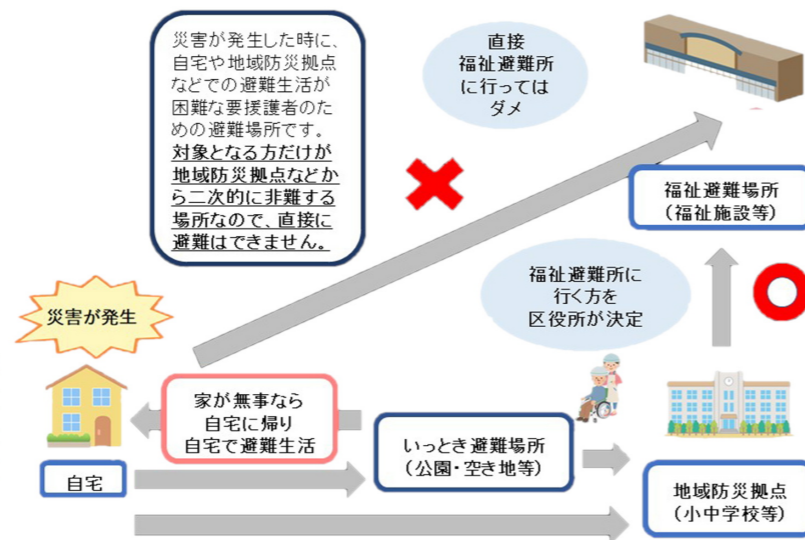 災害が発生した時に、
自宅や地域防災拠点
などでの避難生活が
困難な要援護者のた
めの避難場所です。
対象となる方だけが
地域防災拠点などか
ら二次的に非難する
場所なので、直接に
避難はできません。
直接
福祉避難所
に行っては
ダメ
福祉避難場所
（福祉施設等）
福祉避難所に
行く方を
区役所が決定
災害が発生
家が無事なら
自宅に帰り
自宅で避難生活
いっとき避難場所
（公園・空き地等）
自宅
地域防災拠点
（小中学校等）